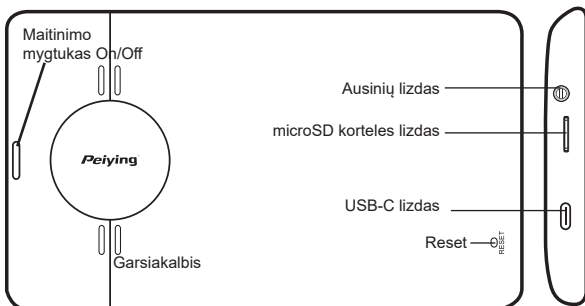 Maitinimo
mygtukas On/Off
Ausinių lizdas
microSD korteles lizdas
Peiying
USB-C lizdas
Reset
RESET
Garsiakalbis